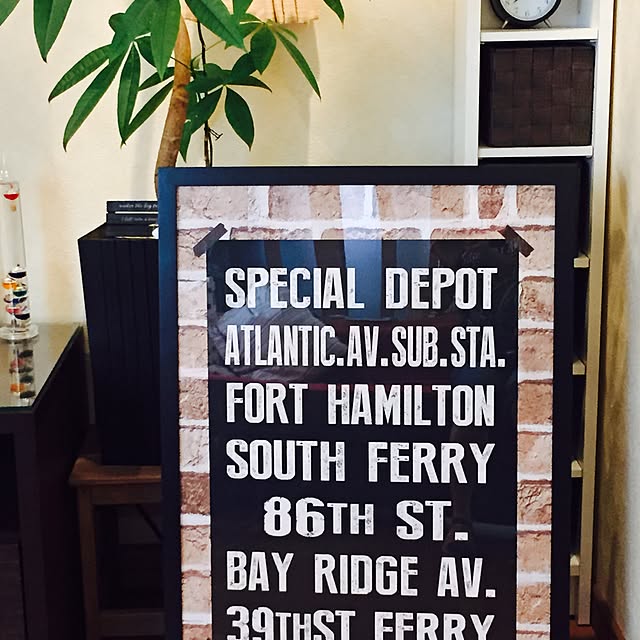 SPECIAL DEPOT
ATLANTIC.AV.SUB.STA.
FORT HAMILTON
SOUTH FERRY
86TH ST.
BAY RIDGE AV.
39THST FERRY